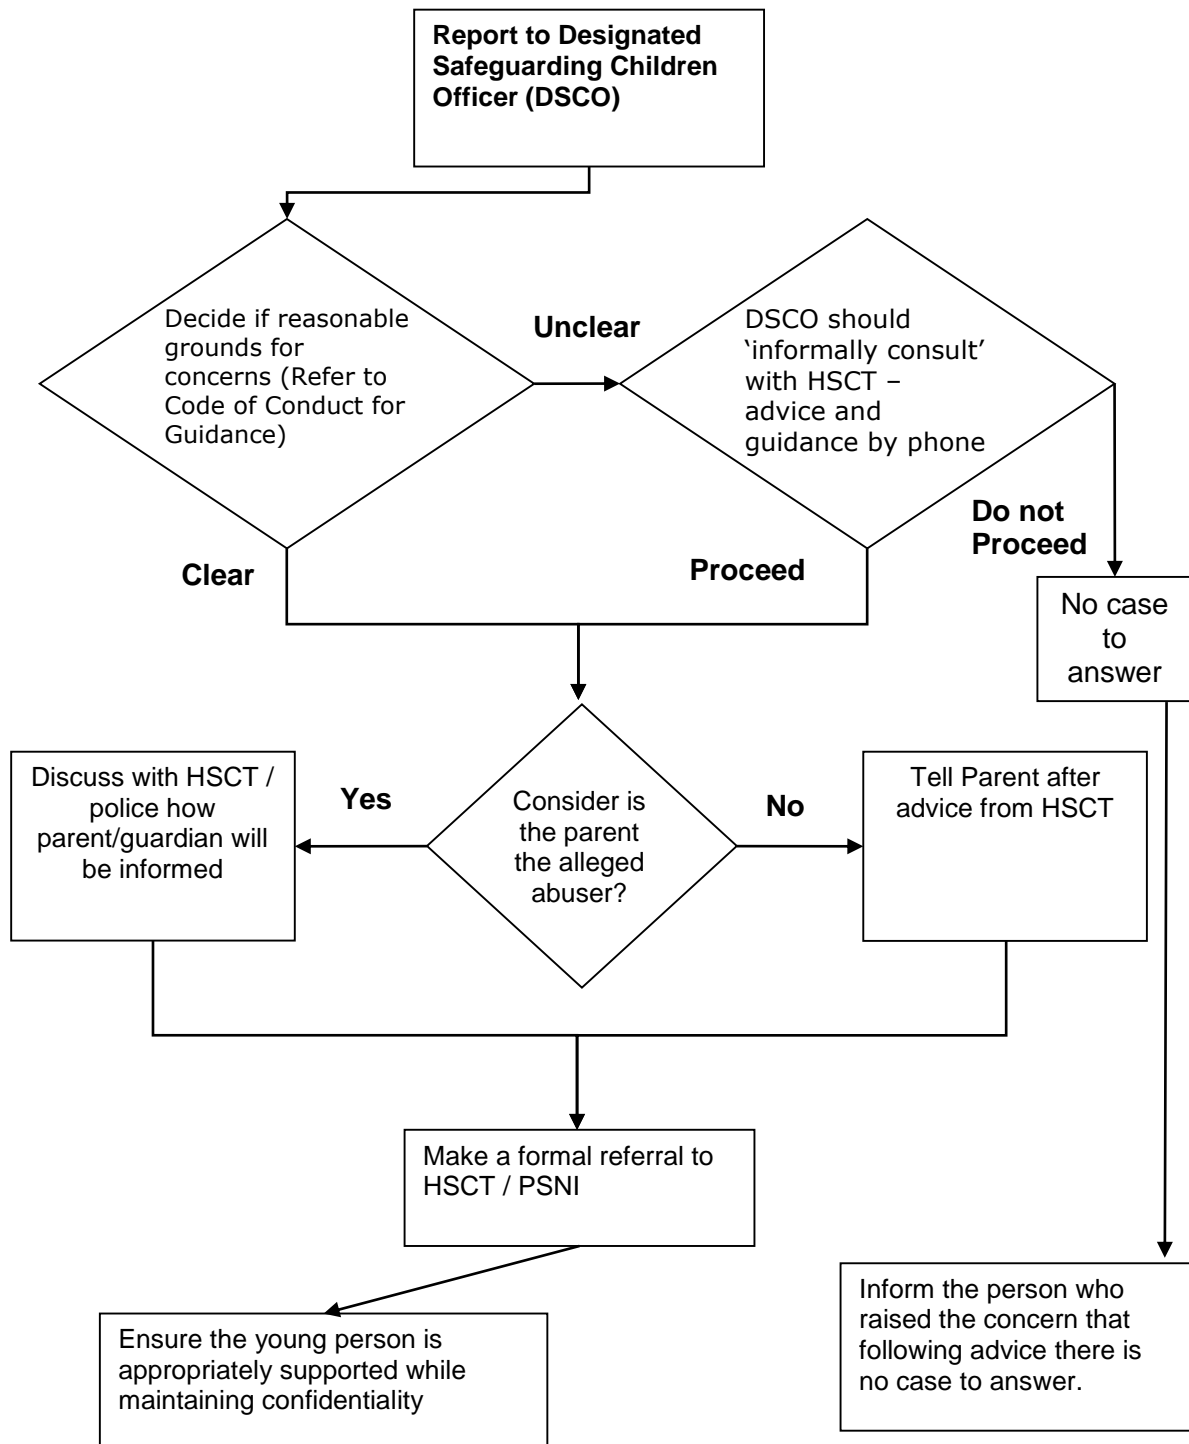 Report to Designated
Safeguarding Children
Officer (DSCO)
Decide if reasonable
grounds for
concerns (Refer to
Code of Conduct for
Guidance)
Unclear
DSCO should
‘informally consult’
with HSCT –
advice and
guidance by phone
Clear
Proceed
Do not
Proceed
No case
to
answer
Discuss with HSCT /
police how
parent/guardian will
be informed
Yes
Consider is
the parent
the alleged
abuser?
No
Tell Parent after
advice from HSCT
Make a formal referral to
HSCT / PSNI
Ensure the young person is
appropriately supported while
maintaining confidentiality
Inform the person who
raised the concern that
following advice there is
no case to answer.